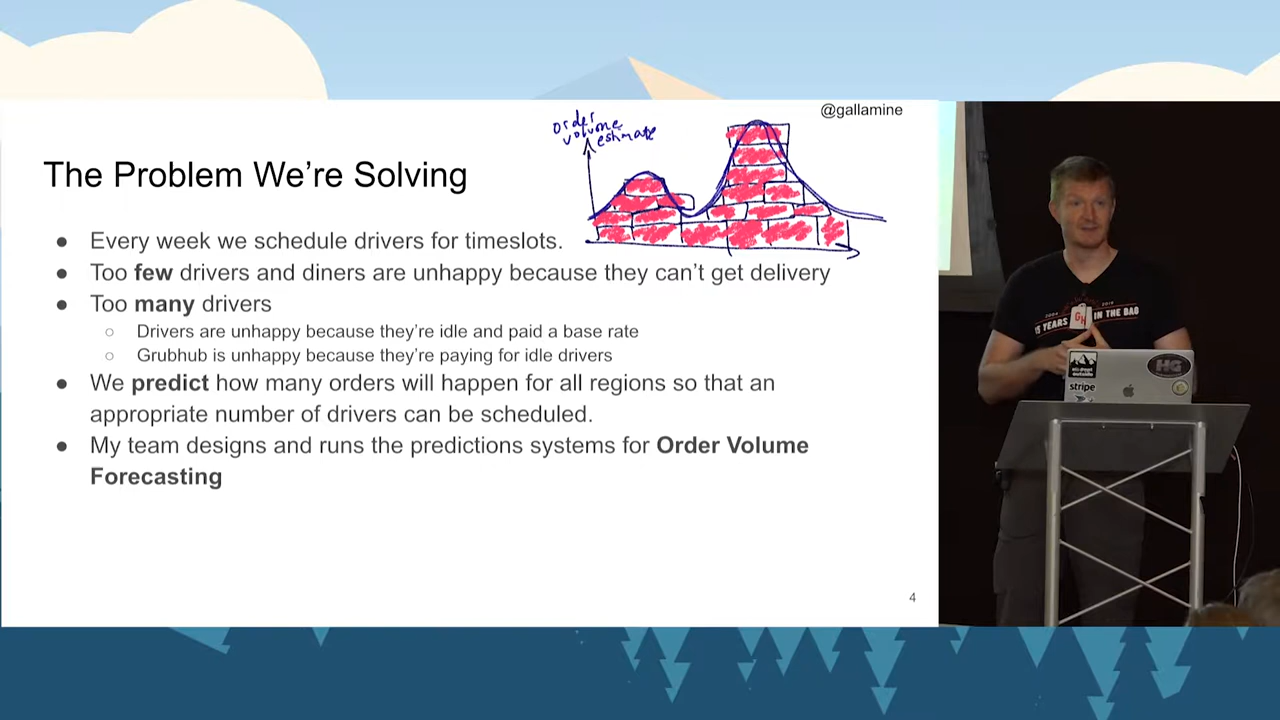 @gallamine
order
volume
estimate
The Problem We're Solving
● Every week we schedule drivers for timeslots.
● Too few drivers and diners are unhappy because they can't get delivery
● Too many drivers
○ Drivers are unhappy because they're idle and paid a base rate
○ Grubhub is unhappy because they're paying for idle drivers
● We predict how many orders will happen for all regions so that an
appropriate number of drivers can be scheduled.
● My team designs and runs the predictions systems for Order Volume
Forecasting
4
2004 2019
15 YEARS GH IN THE BAG
HG
stripe